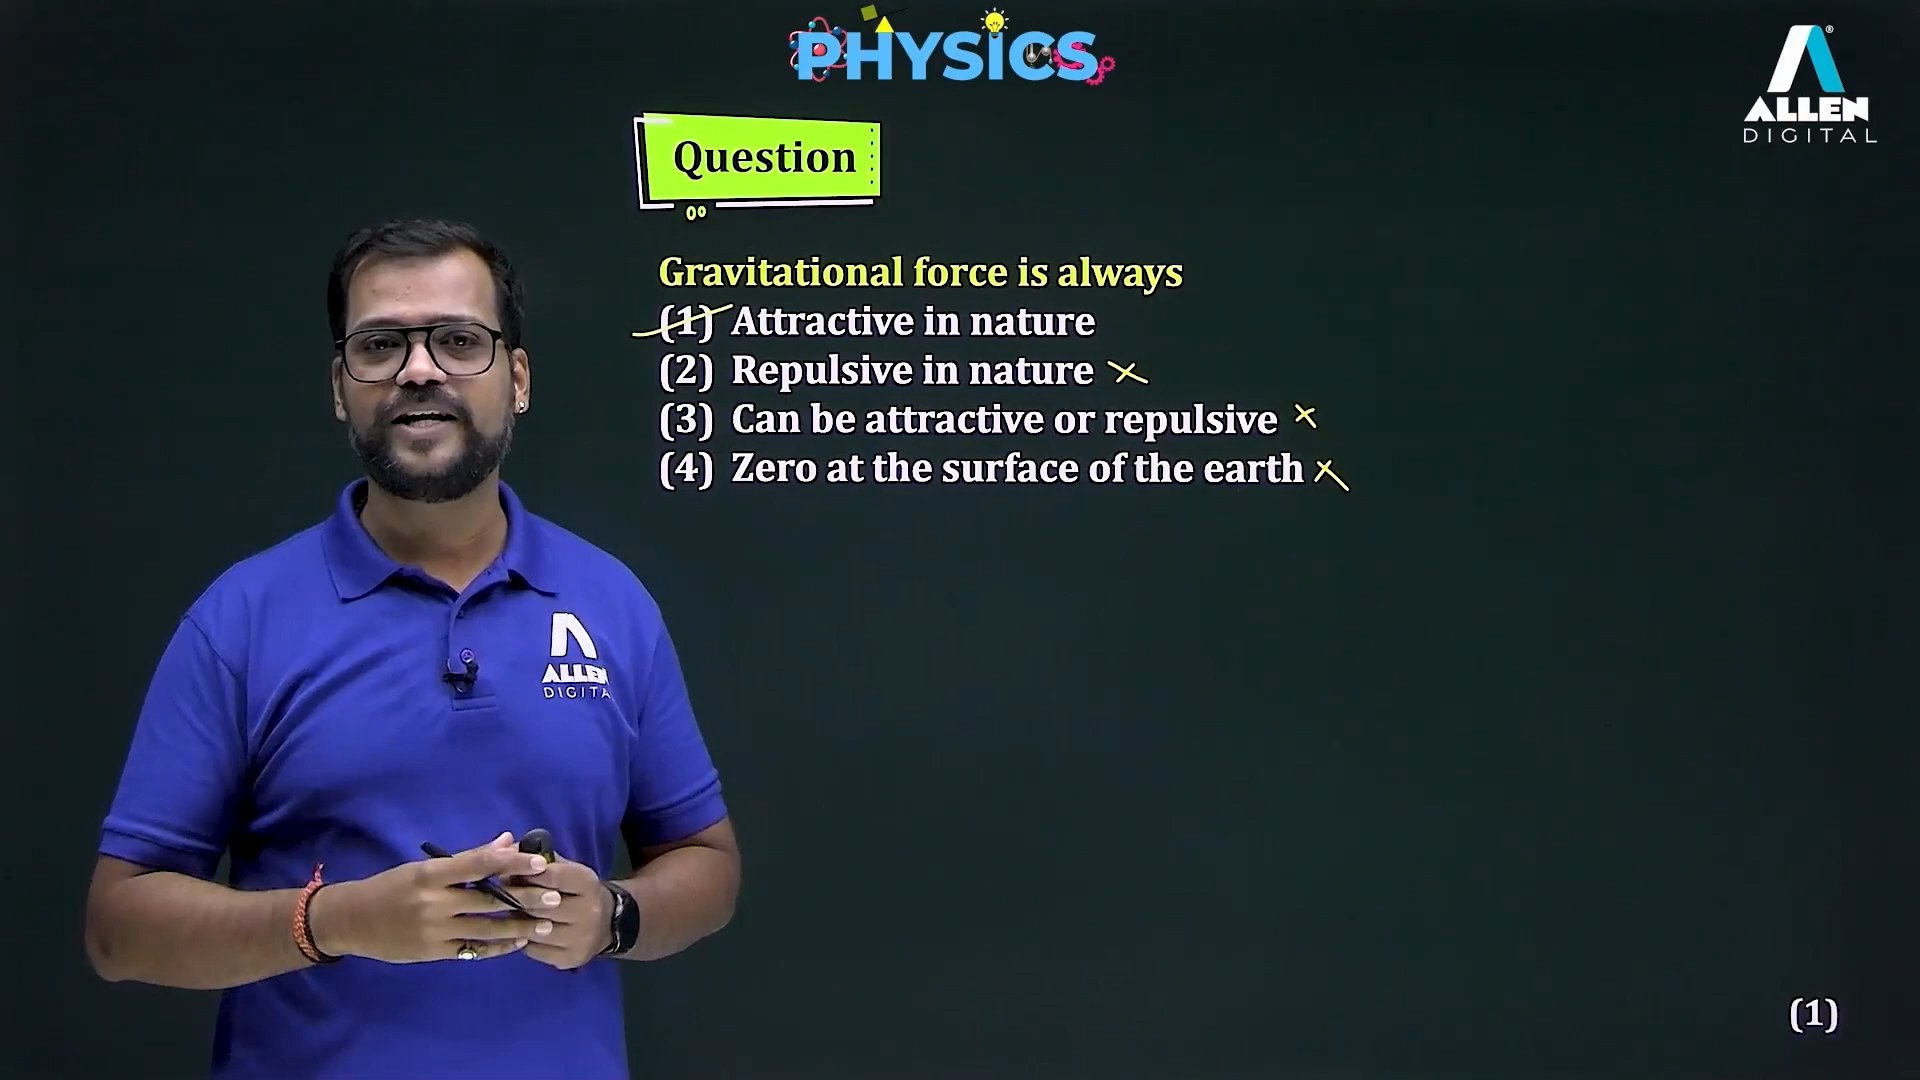 PHYSICS
ALLEN
DIGITAL
Question
Gravitational force is always
(1) Attractive in nature
(2) Repulsive in nature
(3) Can be attractive or repulsive
(4) Zero at the surface of the earth
ALLEN
DIGITA
(1)